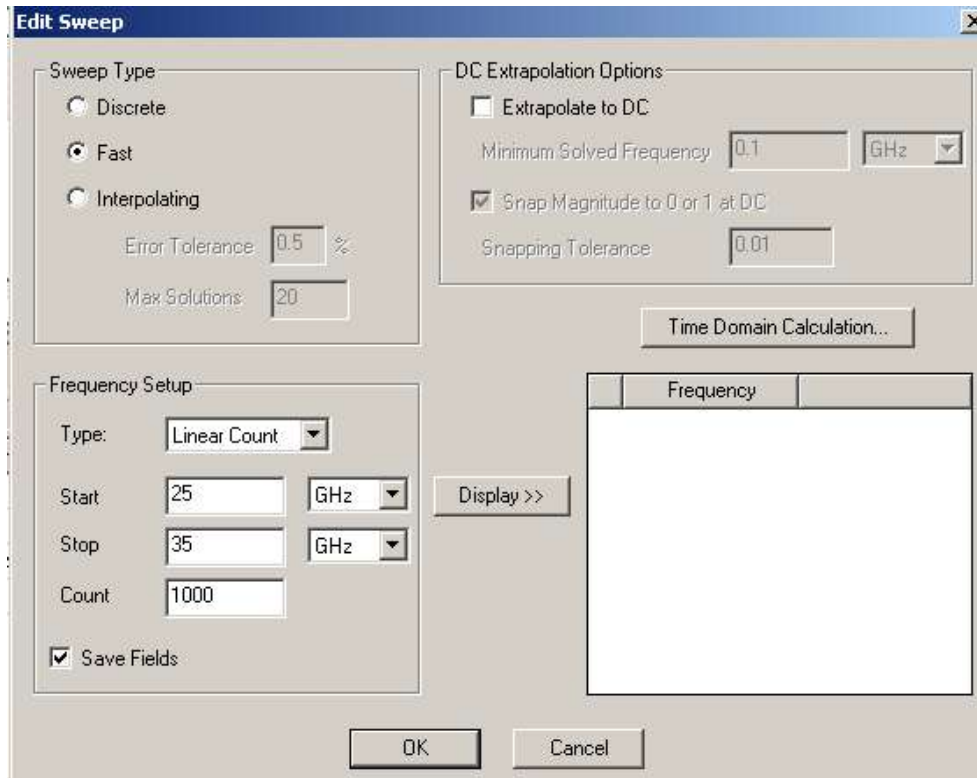 Edit Sweep
Sweep Type
Discrete
Fast
Interpolating
Error Tolerance 0.5 %
Max Solutions 20
DC Extrapolation Options
Extrapolate to DC
Minimum Solved Frequency 0.1 GHz
Snap Magnitude to 0 or 1 at DC
Snapping Tolerance 0.01
Time Domain Calculation...
Frequency Setup
Type: Linear Count
Start 25 GHz
Stop 35 GHz
Count 1000
Save Fields
Display >>
Frequency
OK
Cancel